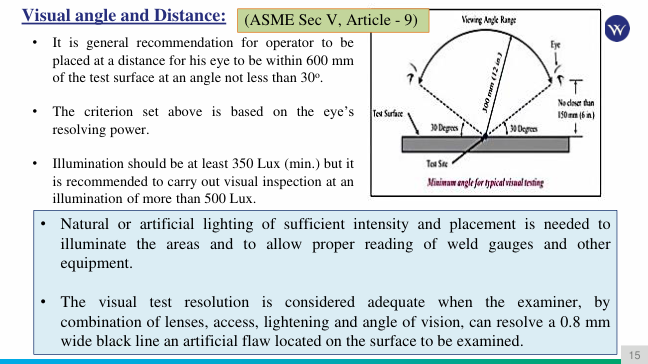 Visual angle and Distance:
(ASME Sec V, Article - 9)
• It is general recommendation for operator to be
placed at a distance for his eye to be within 600 mm
of the test surface at an angle not less than 30°.
• The criterion set above is based on the eye's
resolving power.
• Illumination should be at least 350 Lux (min.) but it
is recommended to carry out visual inspection at an
illumination of more than 500 Lux.
Viewing Angle Range
Eye
300 mm (12 in.)
No closer than
150 mm (6 in.)
Test Surface
30 Degrees
30 Degrees
Test Site
Minimum angle for typical visual testing
• Natural or artificial lighting of sufficient intensity and placement is needed to
illuminate the areas and to allow proper reading of weld gauges and other
equipment.
• The visual test resolution is considered adequate when the examiner, by
combination of lenses, access, lightening and angle of vision, can resolve a 0.8 mm
wide black line an artificial flaw located on the surface to be examined.
15